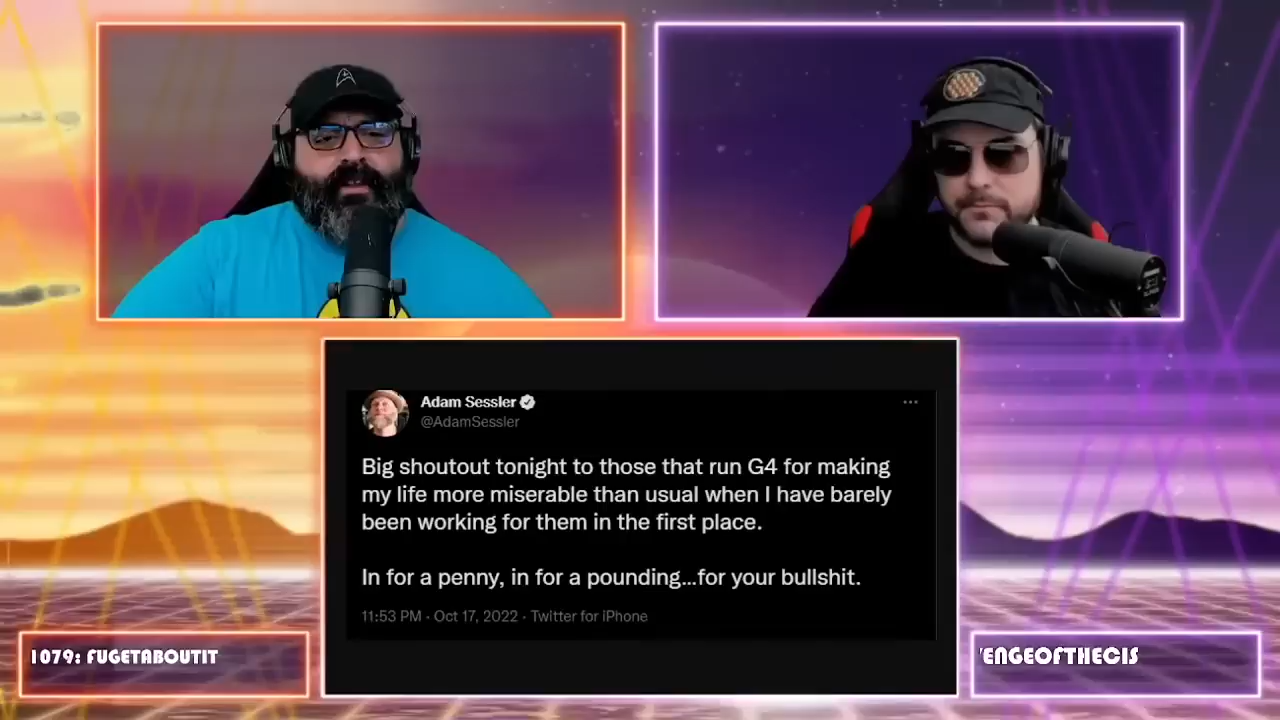 Adam Sessler
@AdamSessler
Big shoutout tonight to those that run G4 for making
my life more miserable than usual when I have barely
been working for them in the first place.
In for a penny, in for a pounding...for your bullshit.
11:53 PM · Oct 17, 2022 · Twitter for iPhone
1079: FUGETABOUTIT
'ENGEOFTHECIS